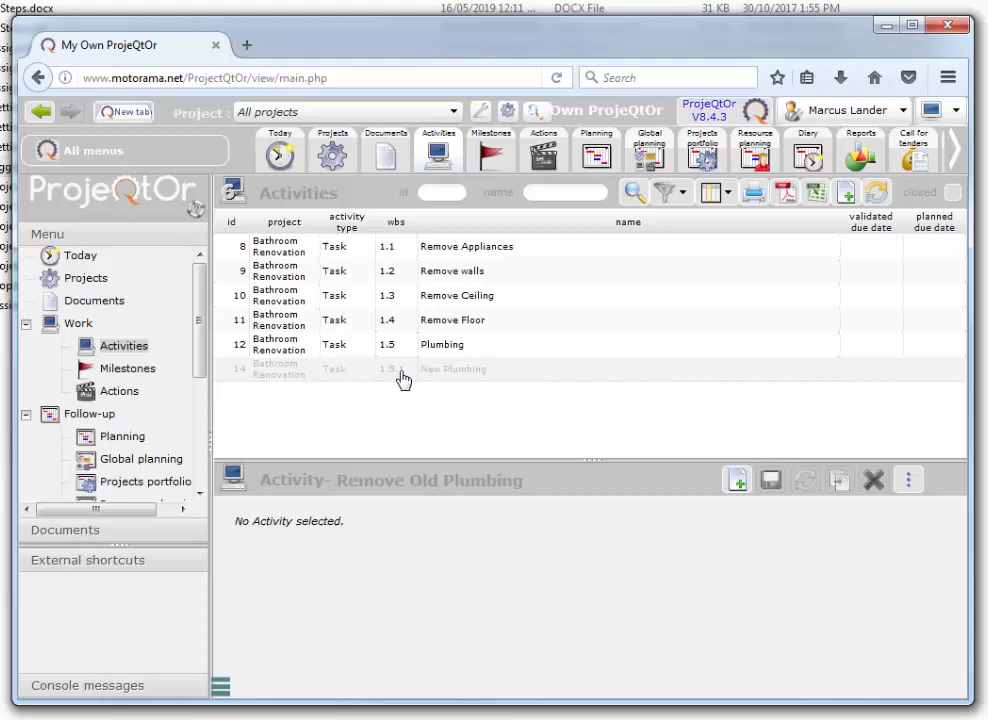 Steps.docx 16/05/2019 12:11 ... DOCX File 31 KB 30/10/2017 1:55 PM
My Own ProjeQtOr
www.motorama.net/ProjectQtOr/view/main.php
Search
New tab
Project :
All projects
Own ProjeQtOr
ProjeQtOr
V8.4.3
Marcus Lander
All menus
Today
Projects
Documents
Activities
Milestones
Actions
Planning
Global planning
Projects portfolio
Resource planning
Diary
Reports
Call for tenders
ProjeQtOr
Activities
id
name
closed
Menu
Today
Projects
Documents
Work
Activities
Milestones
Actions
Follow-up
Planning
Global planning
Projects portfolio
Documents
External shortcuts
Console messages
id project activity type wbs name validated due date planned due date
8 Bathroom Renovation Task 1.1 Remove Appliances
9 Bathroom Renovation Task 1.2 Remove walls
10 Bathroom Renovation Task 1.3 Remove Ceiling
11 Bathroom Renovation Task 1.4 Remove Floor
12 Bathroom Renovation Task 1.5 Plumbing
14 Bathroom Renovation Task 1.5. New Plumbing
Activity- Remove Old Plumbing
No Activity selected.